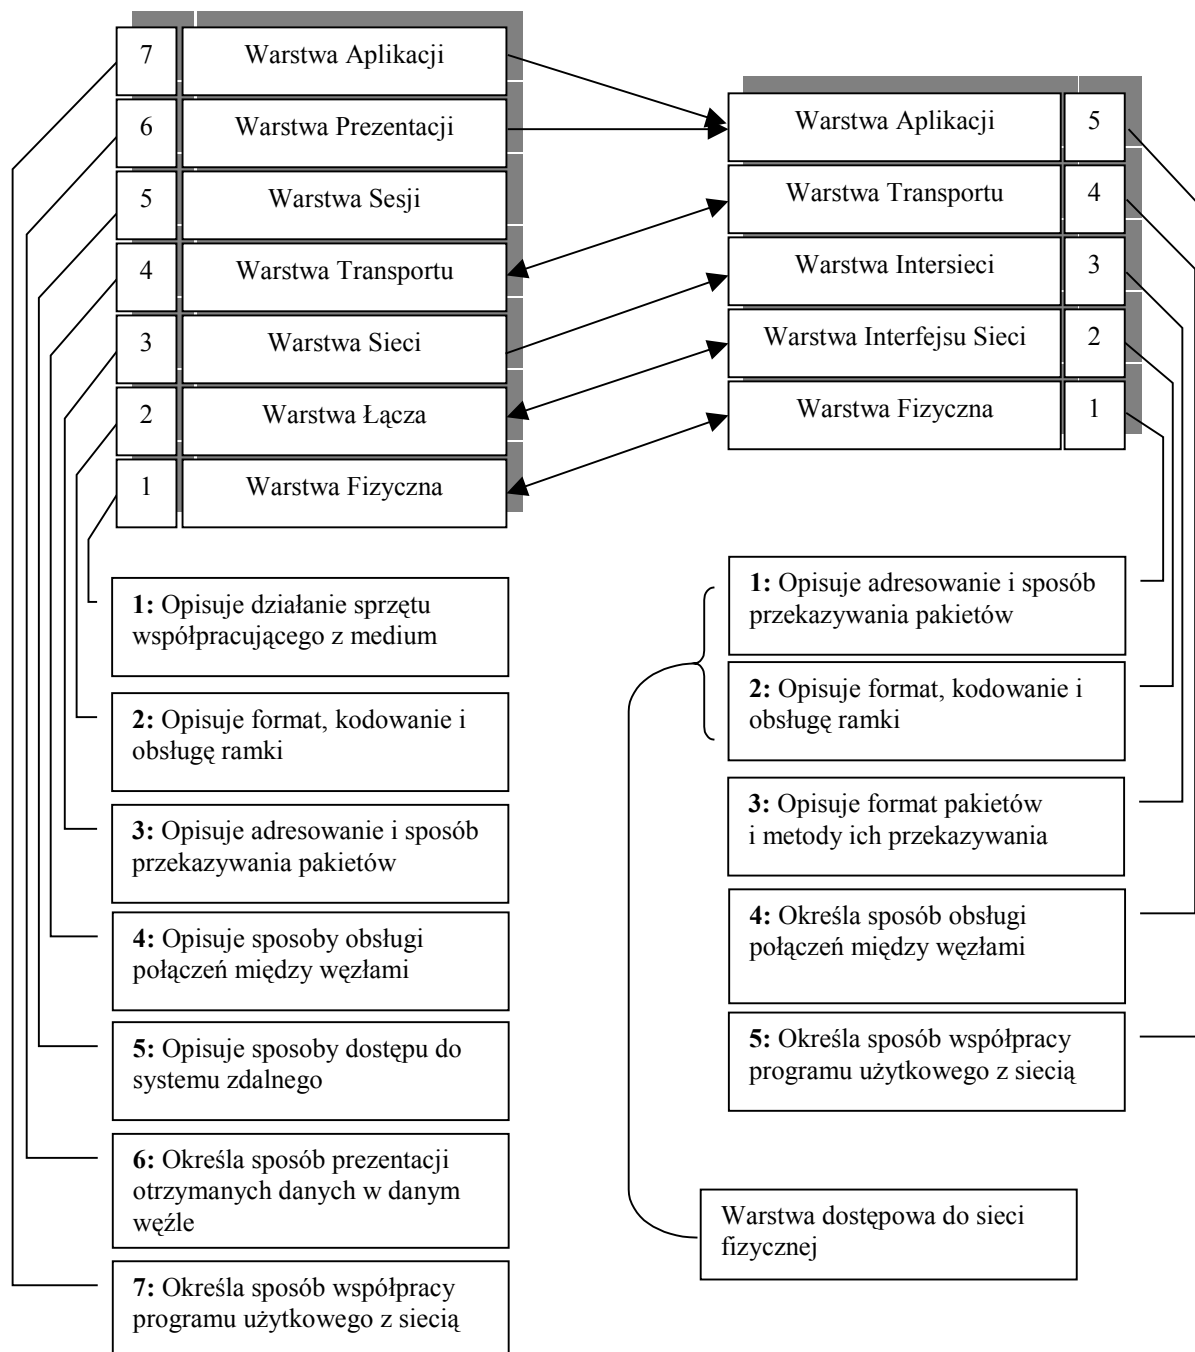 7 Warstwa Aplikacji
6 Warstwa Prezentacji
5 Warstwa Sesji
4 Warstwa Transportu
3 Warstwa Sieci
2 Warstwa Łącza
1 Warstwa Fizyczna
Warstwa Aplikacji 5
Warstwa Transportu 4
Warstwa Intersieci 3
Warstwa Interfejsu Sieci 2
Warstwa Fizyczna 1
1: Opisuje działanie sprzętu
współpracującego z medium
2: Opisuje format, kodowanie i
obsługę ramki
3: Opisuje adresowanie i sposób
przekazywania pakietów
4: Opisuje sposoby obsługi
połączeń między węzłami
5: Opisuje sposoby dostępu do
systemu zdalnego
6: Określa sposób prezentacji
otrzymanych danych w danym
węźle
7: Określa sposób współpracy
programu użytkowego z siecią
1: Opisuje adresowanie i sposób
przekazywania pakietów
2: Opisuje format, kodowanie i
obsługę ramki
3: Opisuje format pakietów
i metody ich przekazywania
4: Określa sposób obsługi
połączeń między węzłami
5: Określa sposób współpracy
programu użytkowego z siecią
Warstwa dostępowa do sieci
fizycznej